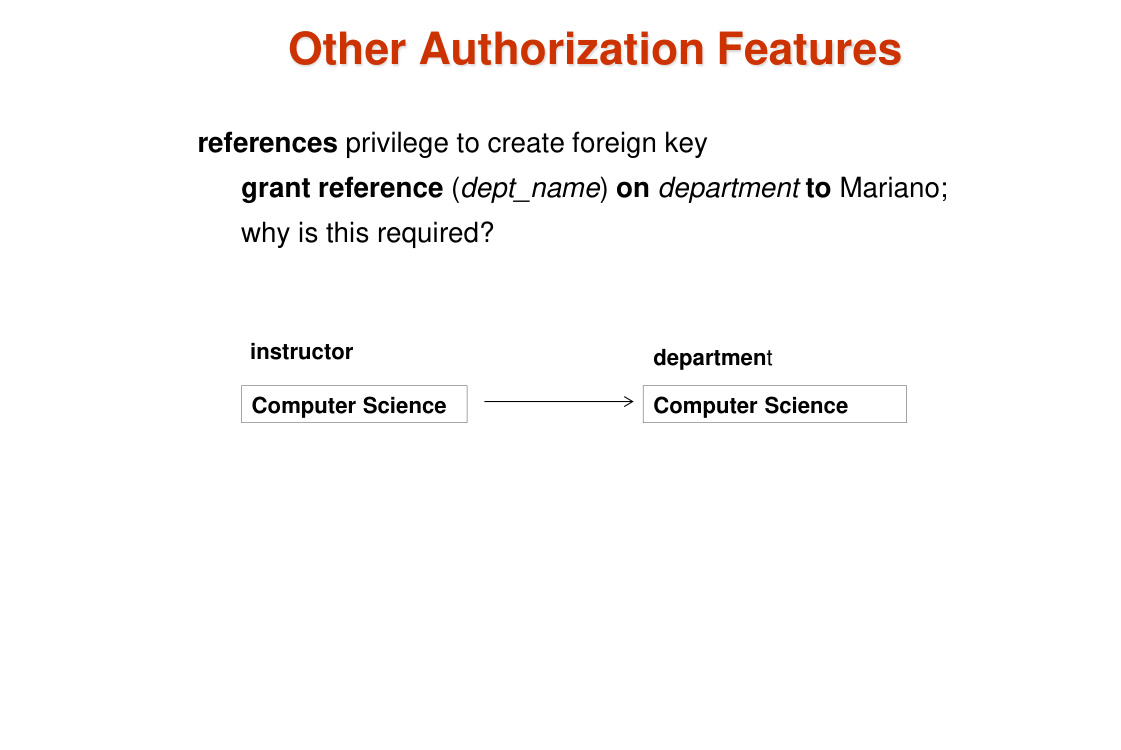 Other Authorization Features
references privilege to create foreign key
grant reference (dept_name) on department to Mariano;
why is this required?
instructor
department
Computer Science
Computer Science